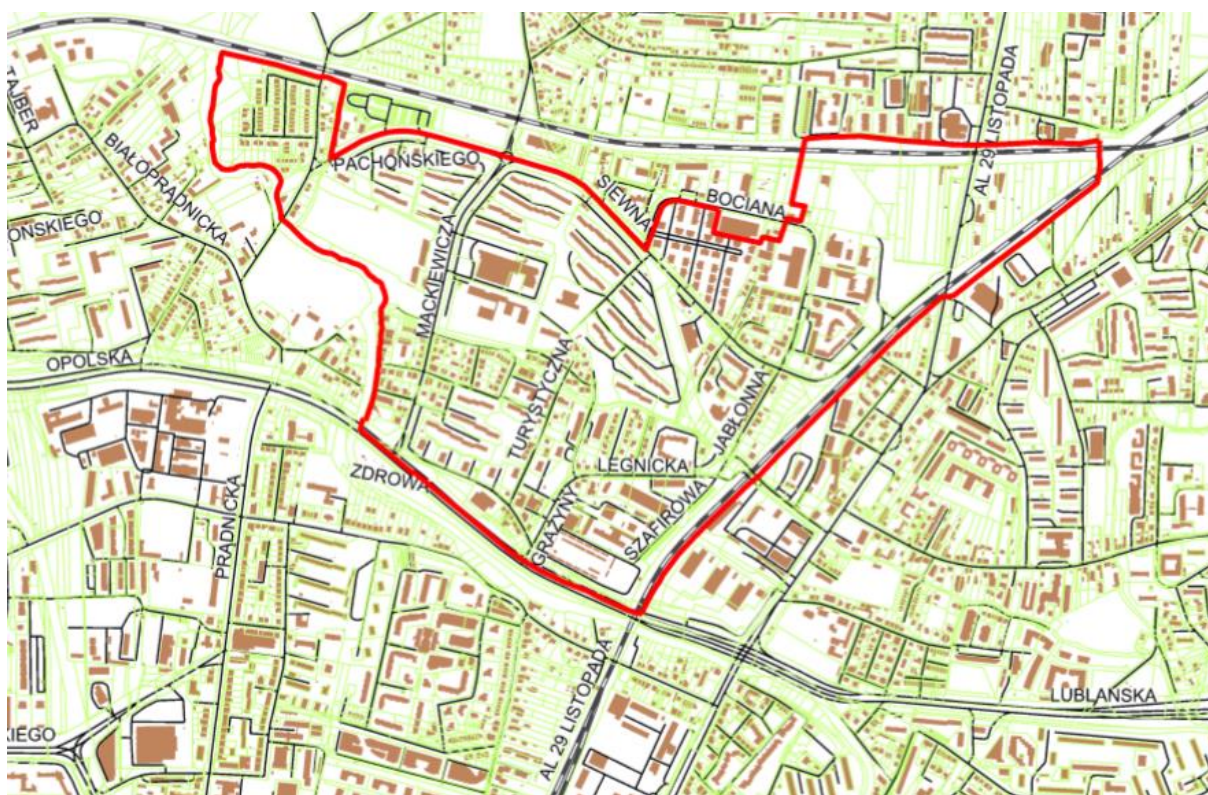 TAJBER
BIAŁOPRĄDNICKA
OŃSKIEGO
PACHOŃSKIEGO
SIEWNA
BOCIANA
AL 29 LISTOPADA
MACKIEWICZA
OPOLSKA
TURYSTYCZNA
JABŁONNA
LEGNICKA
ZDROWA
GRAŻYNY
SZAFIROWA
PRĄDNICKA
AL 29 LISTOPADA
LUBLAŃSKA
KIEGO